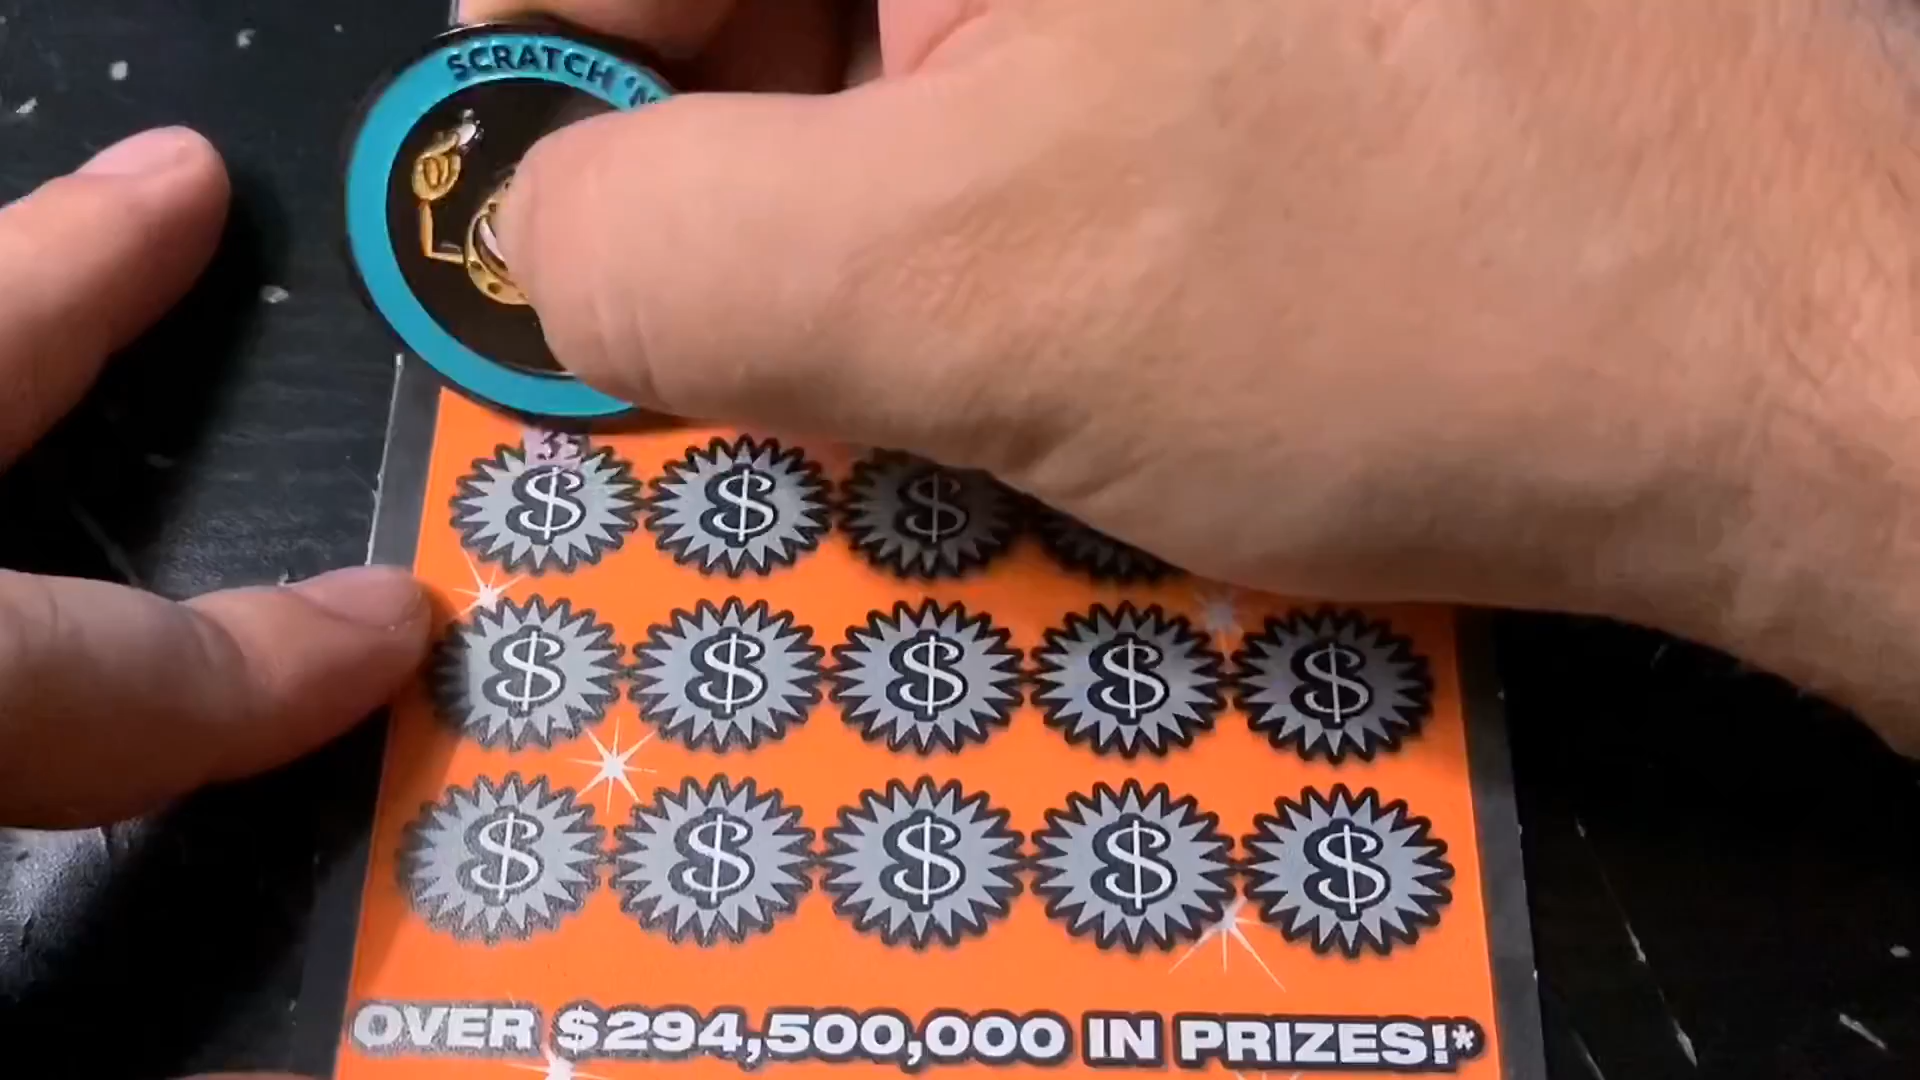 SCRATCH 'N
$ $ $
$ $ $ $ $
$ $ $ $ $
OVER $294,500,000 IN PRIZES!*